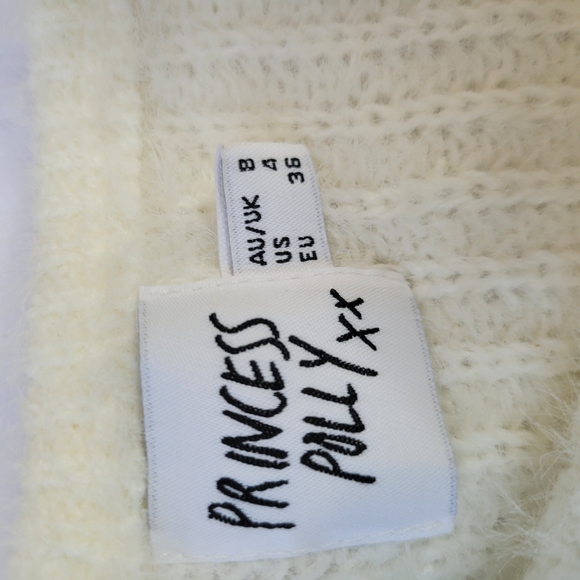 AU/UK 8
US 4
EU 36
PRINCESS
POLLY xx